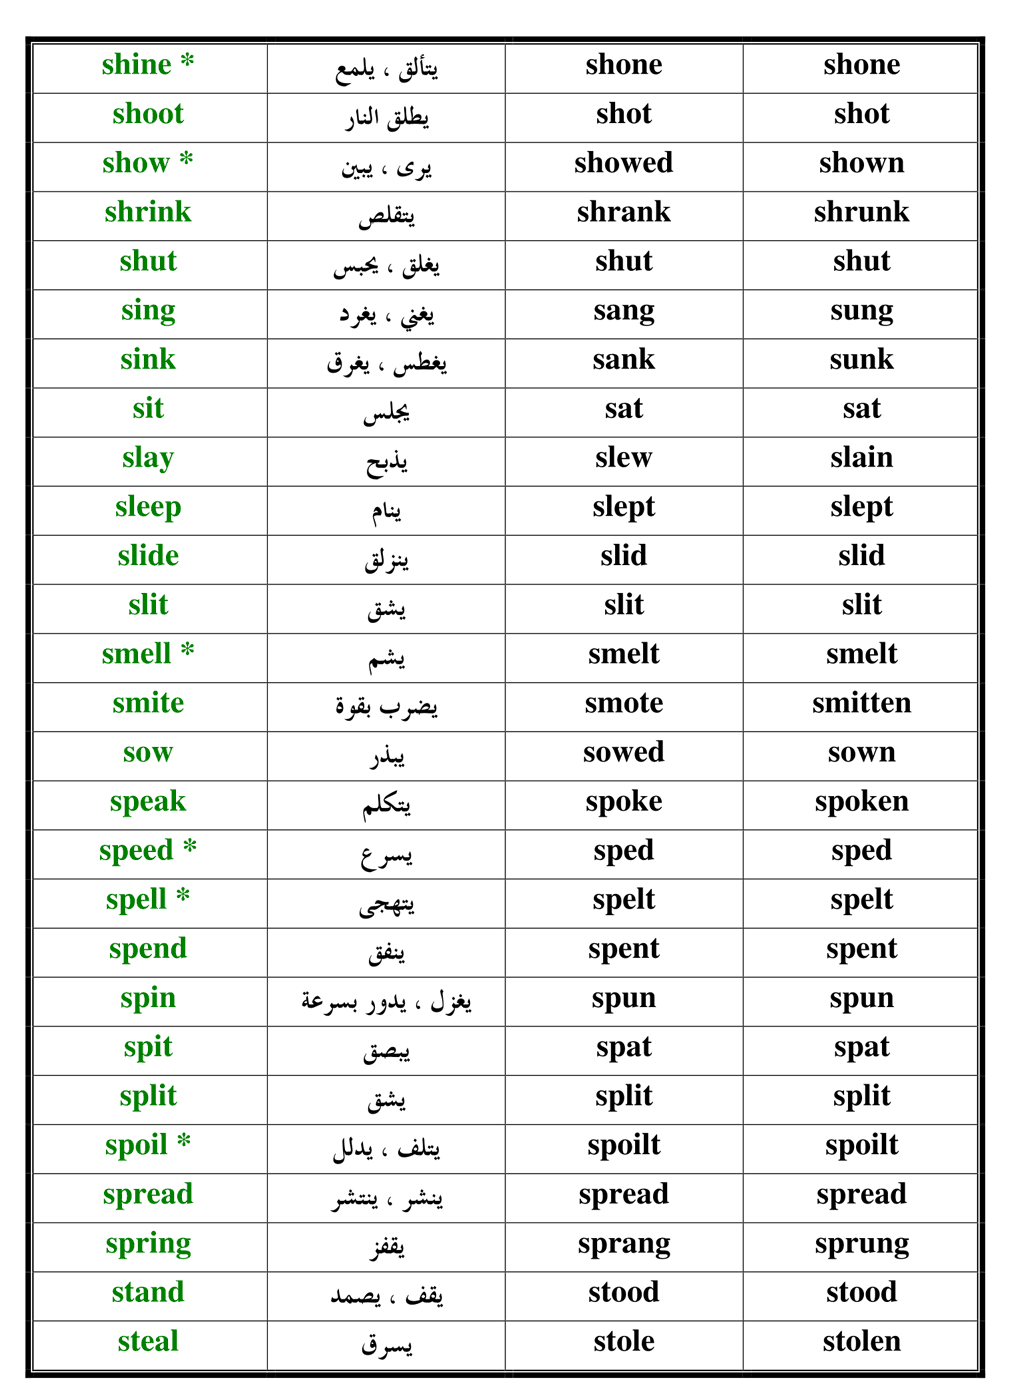 shine * يتألق ، يلمع shone shone
shoot يطلق النار shot shot
show * يرى ، يبين showed shown
shrink يتقلص shrank shrunk
shut يغلق ، يحبس shut shut
sing يغني ، يغرد sang sung
sink يغطس ، يغرق sank sunk
sit يجلس sat sat
slay يذبح slew slain
sleep ينام slept slept
slide ينزلق slid slid
slit يشق slit slit
smell * يشم smelt smelt
smite يضرب بقوة smote smitten
sow يبذر sowed sown
speak يتكلم spoke spoken
speed * يسرع sped sped
spell * يتهجى spelt spelt
spend ينفق spent spent
spin يغزل ، يدور بسرعة spun spun
spit يبصق spat spat
split يشق split split
spoil * يتلف ، يدلل spoilt spoilt
spread ينشر ، ينتشر spread spread
spring يقفز sprang sprung
stand يقف ، يصمد stood stood
steal يسرق stole stolen